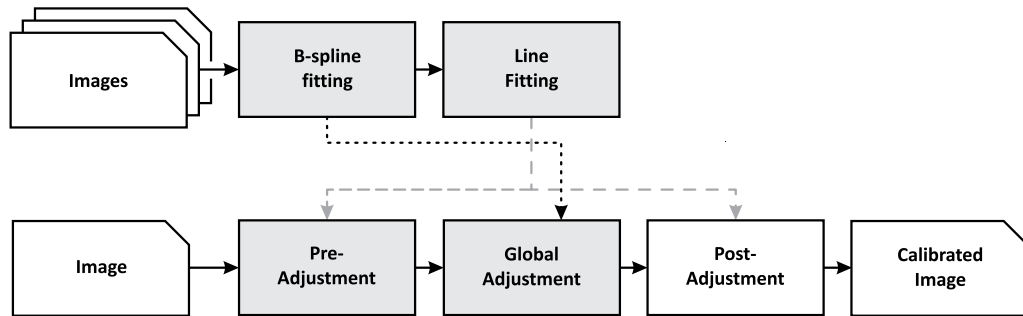 Images
B-spline
fitting
Line
Fitting
Image
Pre-
Adjustment
Global
Adjustment
Post-
Adjustment
Calibrated
Image